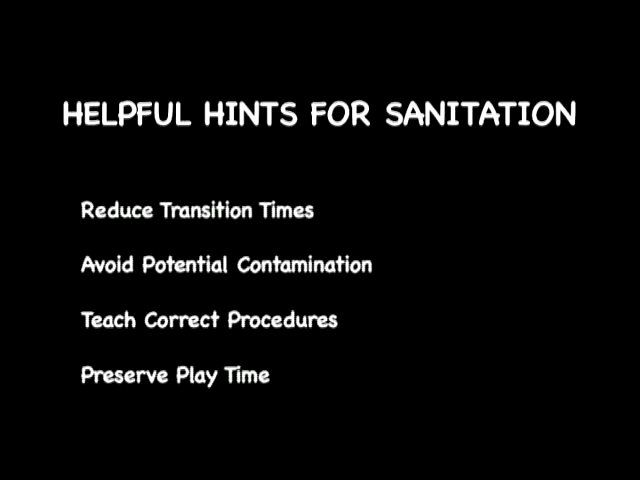 HELPFUL HINTS FOR SANITATION
Reduce Transition Times
Avoid Potential Contamination
Teach Correct Procedures
Preserve Play Time